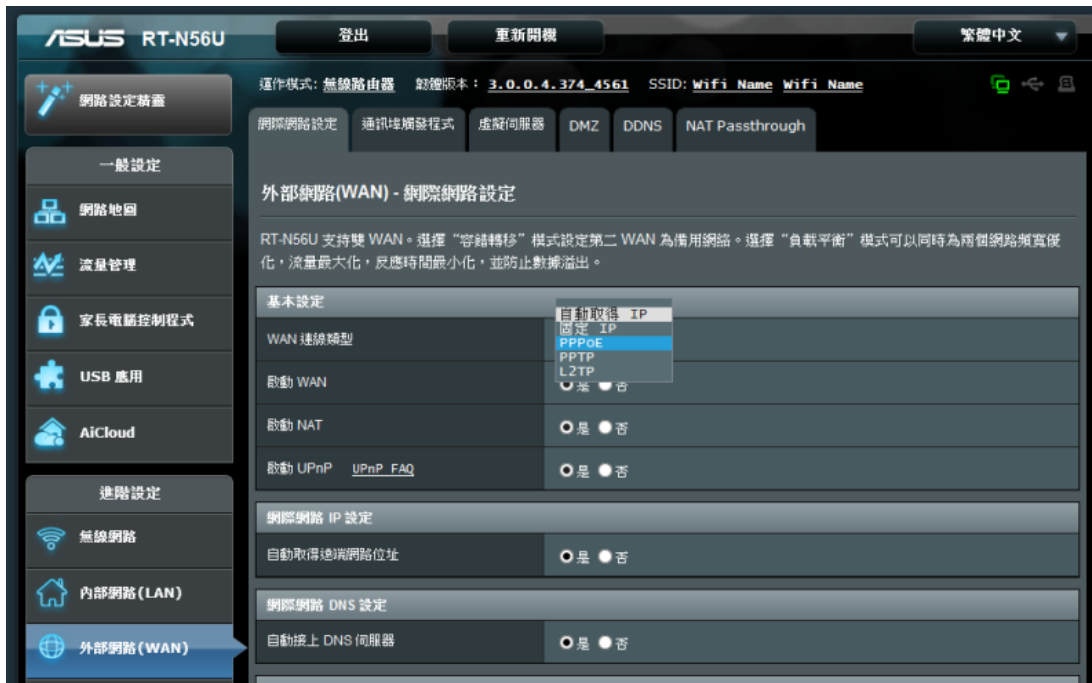 ASUS RT-N56U 登出 重新開機 繁體中文
運作模式: 無線路由器 韌體版本: 3.0.0.4.374_4561 SSID: Wifi Name Wifi Name
網路設定精靈
網際網路設定 通訊埠觸發程式 虛擬伺服器 DMZ DDNS NAT Passthrough
一般設定
網路地圖
流量管理
家長電腦控制程式
USB 應用
AiCloud
進階設定
無線網路
內部網路(LAN)
外部網路(WAN)
外部網路(WAN) - 網際網路設定
RT-N56U 支持雙 WAN。選擇“容錯轉移”模式設定第二 WAN 為備用網絡。選擇“負載平衡”模式可以同時為兩個網路頻寬優
化，流量最大化，反應時間最小化，並防止數據溢出。
基本設定
WAN 連線類型
自動取得 IP
固定 IP
PPPoE
PPTP
L2TP
啟動 WAN 是 否
啟動 NAT 是 否
啟動 UPnP UPnP FAQ 是 否
網際網路 IP 設定
自動取得遠端網路位址 是 否
網際網路 DNS 設定
自動接上 DNS 伺服器 是 否